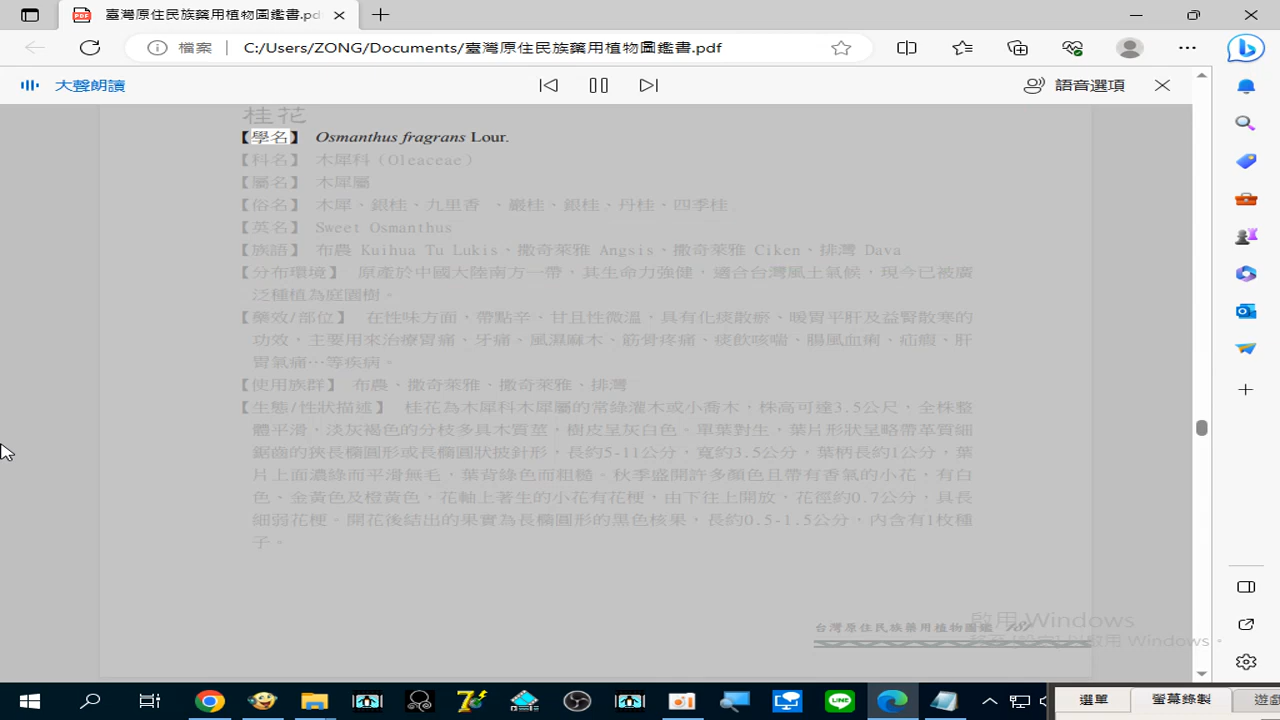 臺灣原住民族藥用植物圖鑑書.pd
檔案 C:/Users/ZONG/Documents/臺灣原住民族藥用植物圖鑑書.pdf
大聲朗讀
語音選項
桂花
【學名】 Osmanthus fragrans Lour.
【科名】 木犀科（Oleaceae）
【屬名】 木犀屬
【俗名】 木犀、銀桂、九里香 、巖桂、銀桂、丹桂、四季桂
【英名】 Sweet Osmanthus
【族語】 布農 Kuihua Tu Lukis、撒奇萊雅 Angsis、撒奇萊雅 Ciken、排灣 Dava
【分布環境】 原產於中國大陸南方一帶，其生命力強健，適合台灣風土氣候，現今已被廣
泛種植為庭園樹。
【藥效/部位】 在性味方面，帶點辛、甘且性微溫，具有化痰散瘀、暖胃平肝及益腎散寒的
功效，主要用來治療胃痛、牙痛、風濕麻木、筋骨疼痛、痰飲咳喘、腸風血痢、疝瘕、肝
胃氣痛…等疾病。
【使用族群】 布農、撒奇萊雅、撒奇萊雅、排灣
【生態/性狀描述】 桂花為木犀科木犀屬的常綠灌木或小喬木，株高可達3.5公尺，全株整
體平滑，淡灰褐色的分枝多具木質莖，樹皮呈灰白色。單葉對生，葉片形狀呈略帶革質細
鋸齒的狹長橢圓形或長橢圓狀披針形，長約5-11公分，寬約3.5公分，葉柄長約1公分，葉
片上面濃綠而平滑無毛，葉背綠色而粗糙。秋季盛開許多顏色且帶有香氣的小花，有白
色、金黃色及橙黃色，花軸上著生的小花有花梗，由下往上開放，花徑約0.7公分，具長
細弱花梗。開花後結出的果實為長橢圓形的黑色核果，長約0.5-1.5公分，內含有1枚種
子。
啟用 Windows
台灣原住民族藥用植物圖鑑
啟用 Windows。
選單
螢幕錄製
遊戲